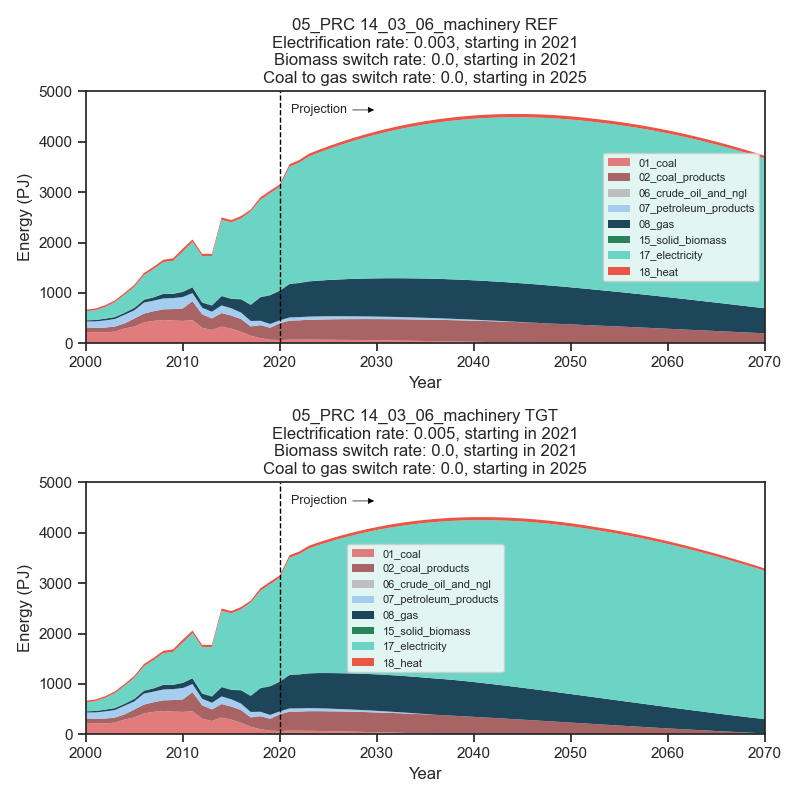 05_PRC 14_03_06_machinery REF
Electrification rate: 0.003, starting in 2021
Biomass switch rate: 0.0, starting in 2021
Coal to gas switch rate: 0.0, starting in 2025
Energy (PJ)
5000
4000
3000
2000
1000
0
Projection
01_coal
02_coal_products
06_crude_oil_and_ngl
07_petroleum_products
08_gas
15_solid_biomass
17_electricity
18_heat
2000 2010 2020 2030 2040 2050 2060 2070
Year
05_PRC 14_03_06_machinery TGT
Electrification rate: 0.005, starting in 2021
Biomass switch rate: 0.0, starting in 2021
Coal to gas switch rate: 0.0, starting in 2025
Energy (PJ)
5000
4000
3000
2000
1000
0
Projection
01_coal
02_coal_products
06_crude_oil_and_ngl
07_petroleum_products
08_gas
15_solid_biomass
17_electricity
18_heat
2000 2010 2020 2030 2040 2050 2060 2070
Year